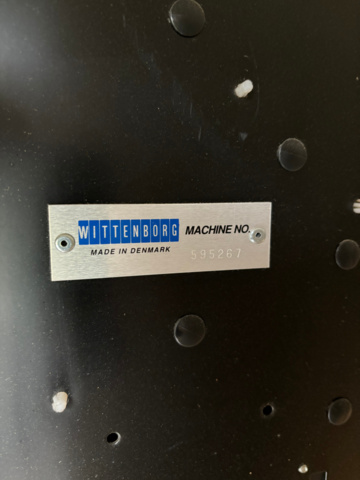 WITTENBORG MACHINE NO.
MADE IN DENMARK 595267